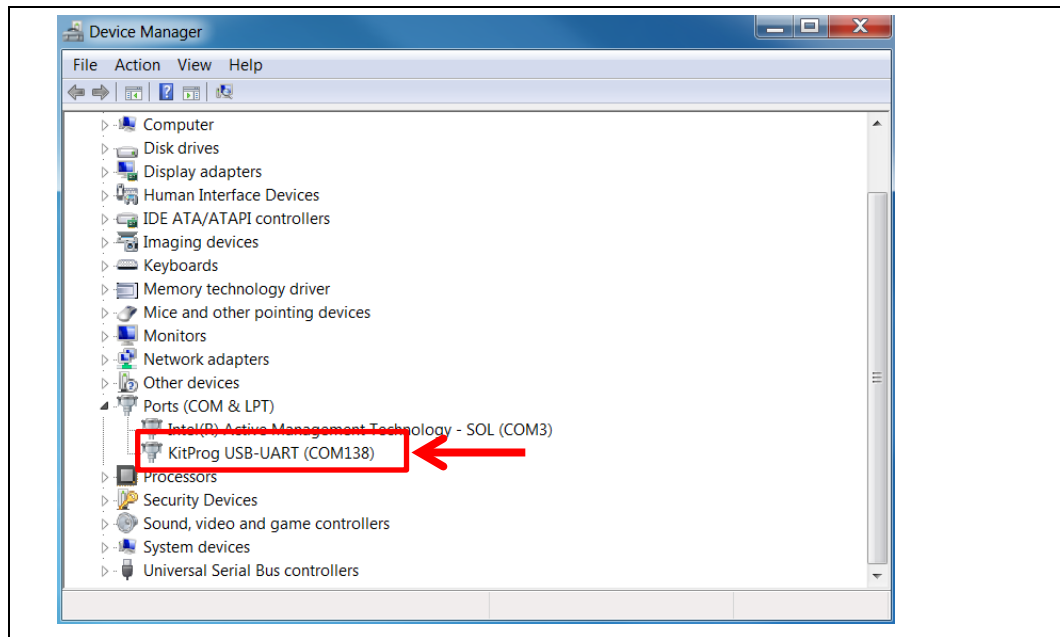 Device Manager
File Action View Help
Computer
Disk drives
Display adapters
Human Interface Devices
IDE ATA/ATAPI controllers
Imaging devices
Keyboards
Memory technology driver
Mice and other pointing devices
Monitors
Network adapters
Other devices
Ports (COM & LPT)
Intel(R) Active Management Technology - SOL (COM3)
KitProg USB-UART (COM138)
Processors
Security Devices
Sound, video and game controllers
System devices
Universal Serial Bus controllers